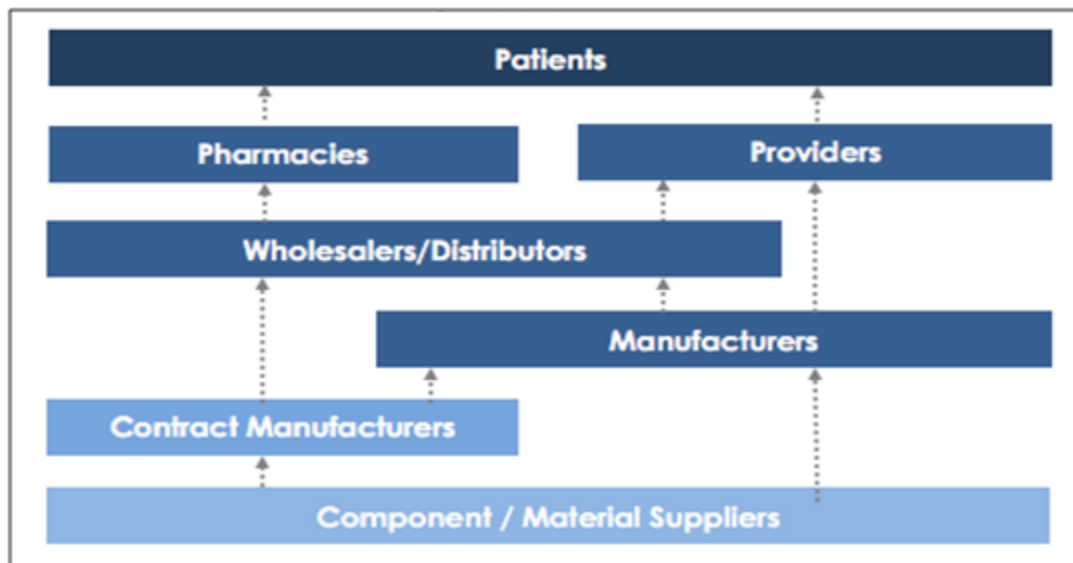 Patients
Pharmacies
Providers
Wholesalers/Distributors
Manufacturers
Contract Manufacturers
Component / Material Suppliers